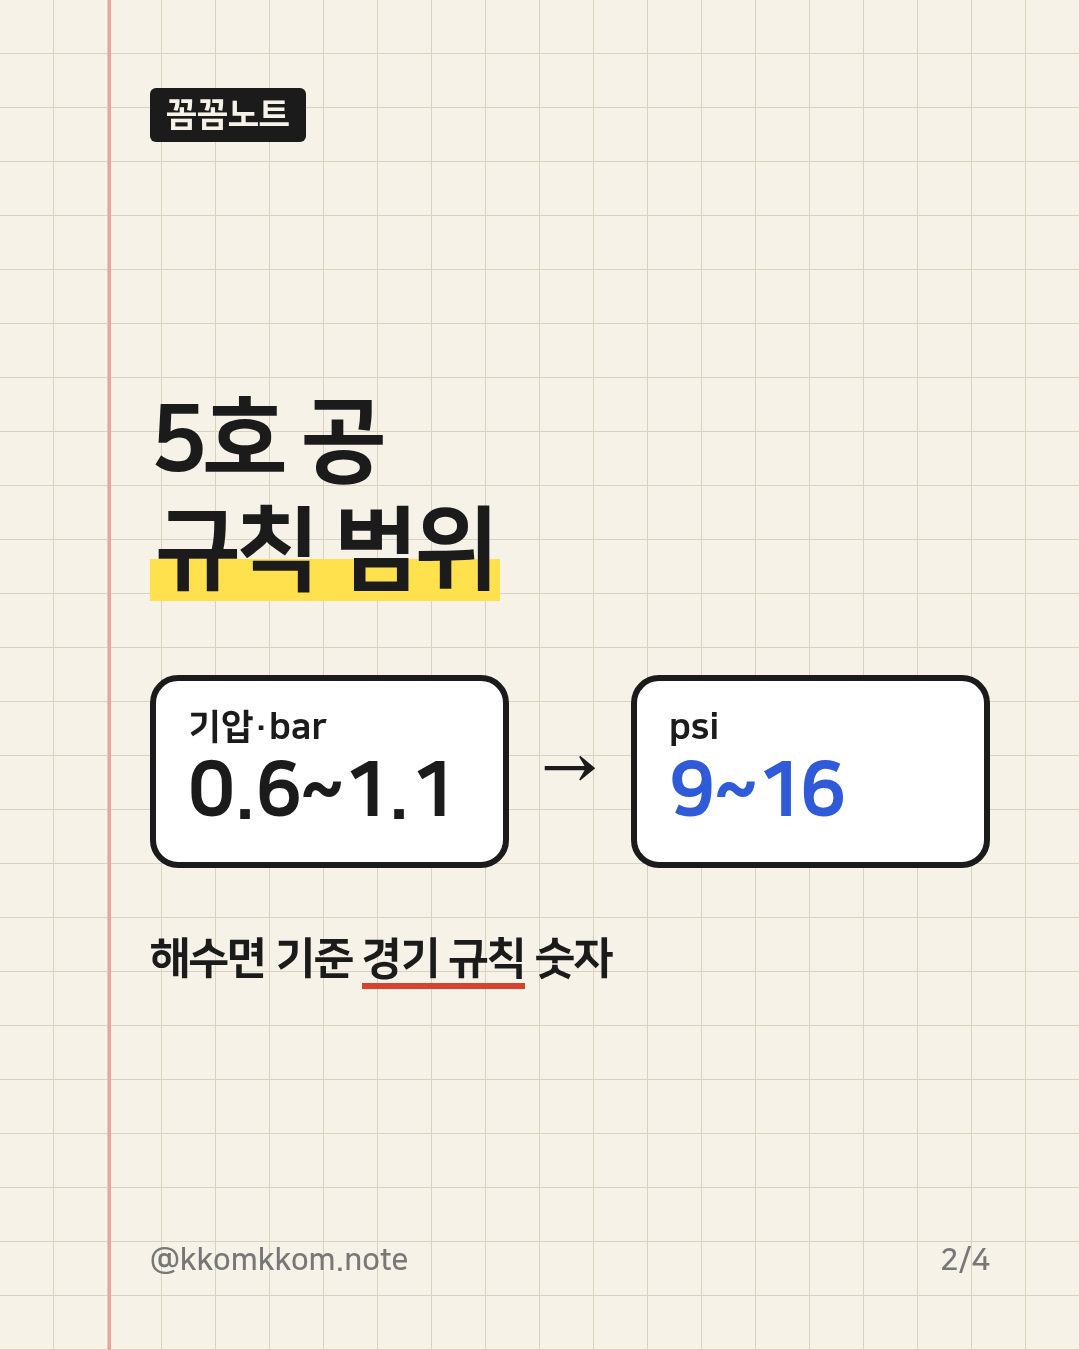 꼼꼼노트
5호 공
규칙 범위
기압·bar
0.6~1.1
→
psi
9~16
해수면 기준 경기 규칙 숫자
@kkomkkom.note
2/4